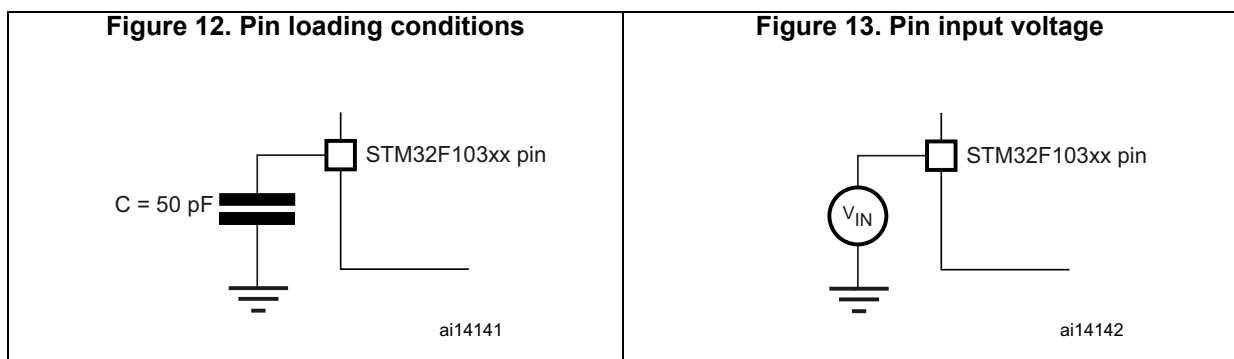 Figure 12. Pin loading conditions
STM32F103xx pin
C = 50 pF
ai14141
Figure 13. Pin input voltage
STM32F103xx pin
VIN
ai14142